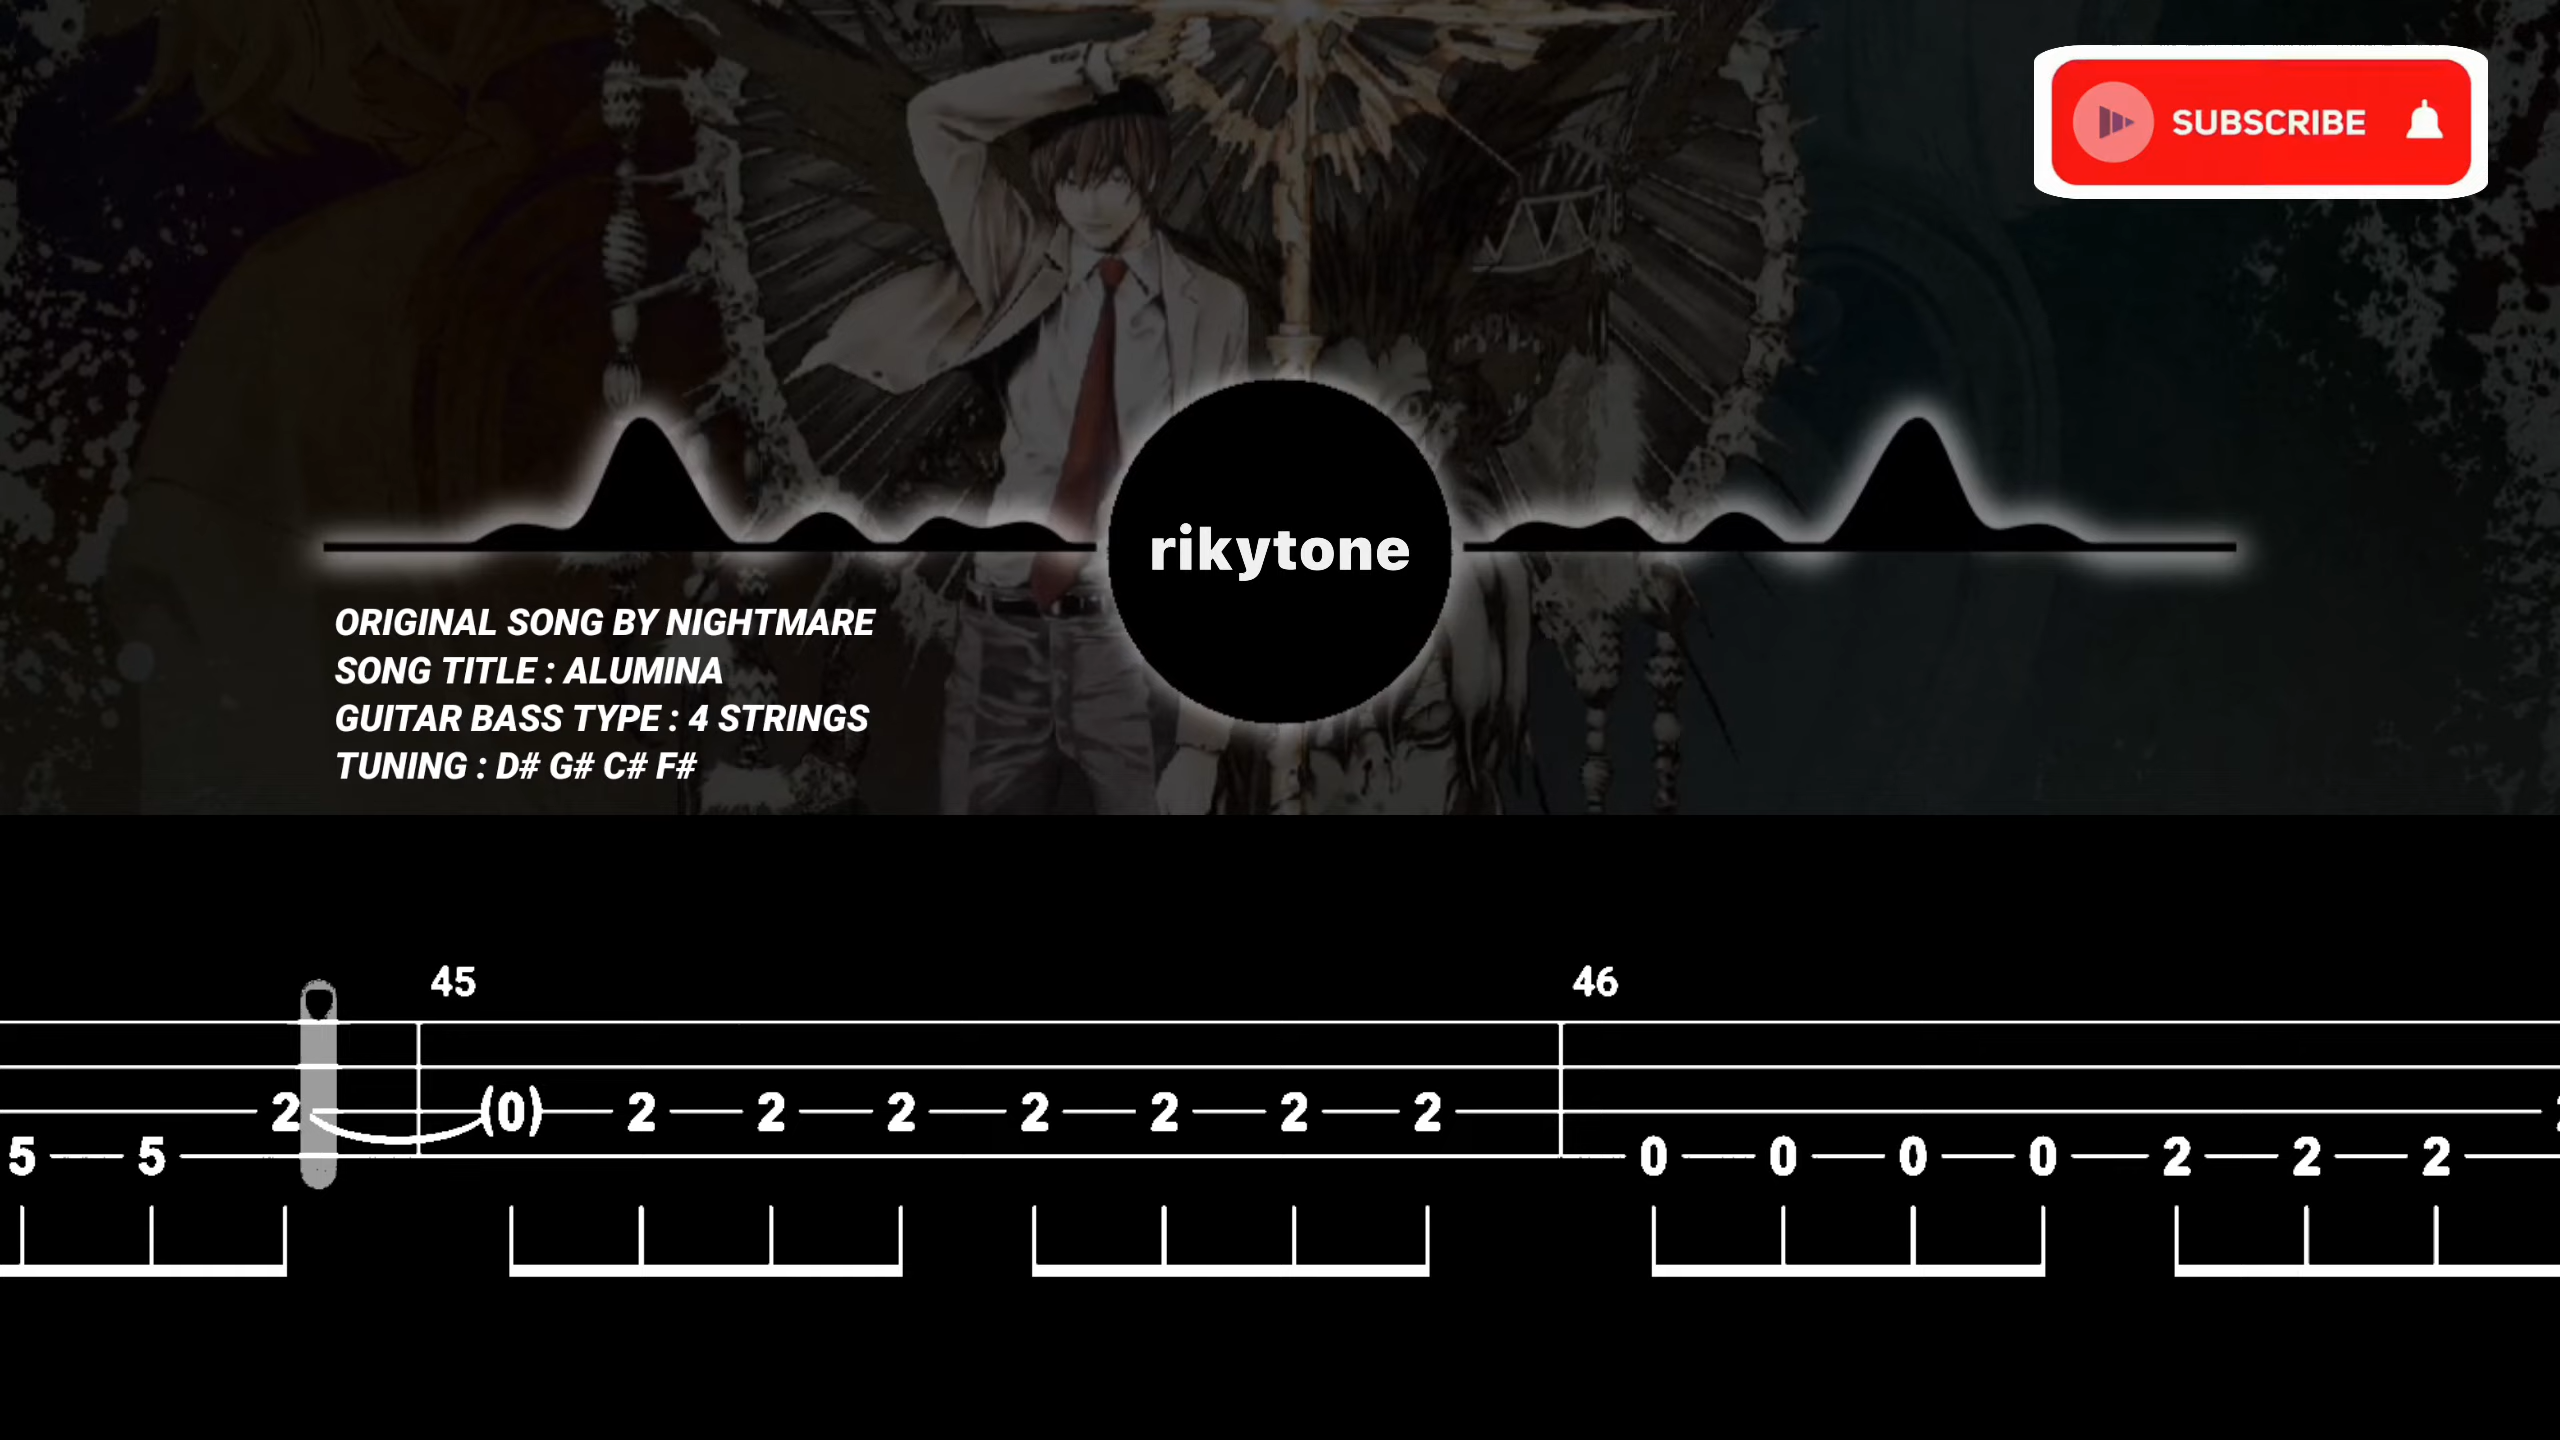 SUBSCRIBE
rikytone
ORIGINAL SONG BY NIGHTMARE
SONG TITLE : ALUMINA
GUITAR BASS TYPE : 4 STRINGS
TUNING : D# G# C# F#
45 46
2 (0) 2 2 2 2 2 2 2
5 5 0 0 0 0 2 2 2